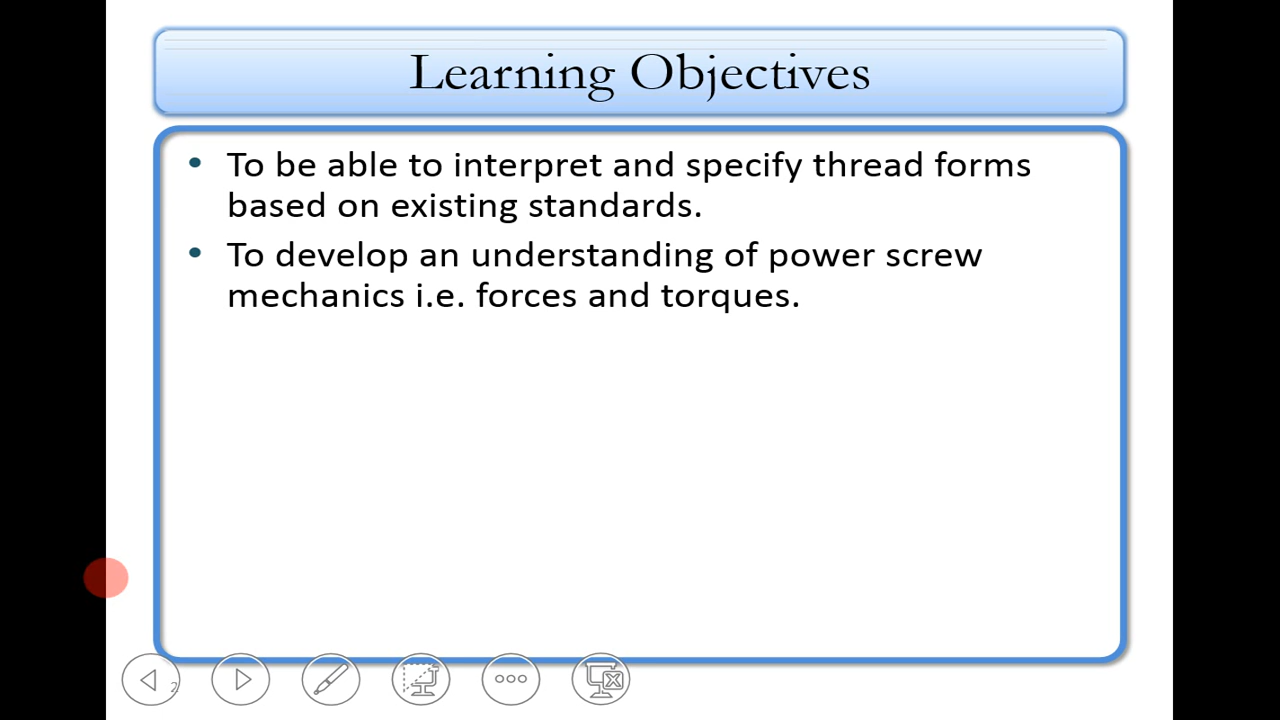 Learning Objectives
• To be able to interpret and specify thread forms
based on existing standards.
• To develop an understanding of power screw
mechanics i.e. forces and torques.
2